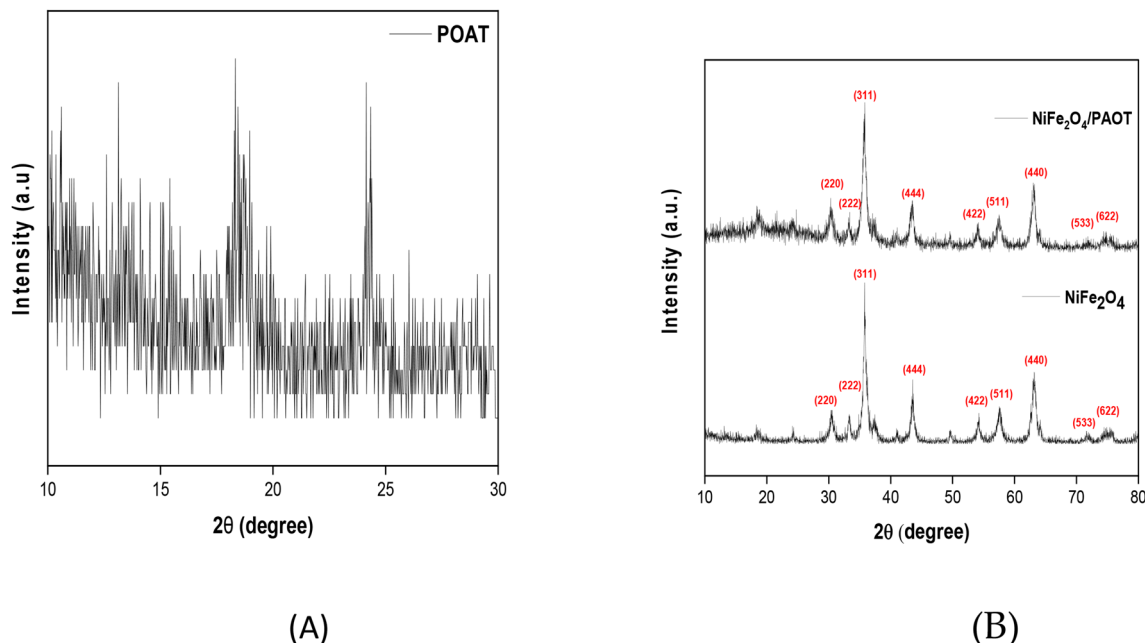 POAT
Intensity (a.u)
10 15 20 25 30
2θ (degree)
(A)
NiFe₂O₄/PAOT
(311)
(220)
(222)
(444)
(422)
(511)
(440)
(533)
(622)
NiFe₂O₄
(311)
(220)
(222)
(444)
(422)
(511)
(440)
(533)
(622)
Intensity (a.u.)
10 20 30 40 50 60 70 80
2θ (degree)
(B)